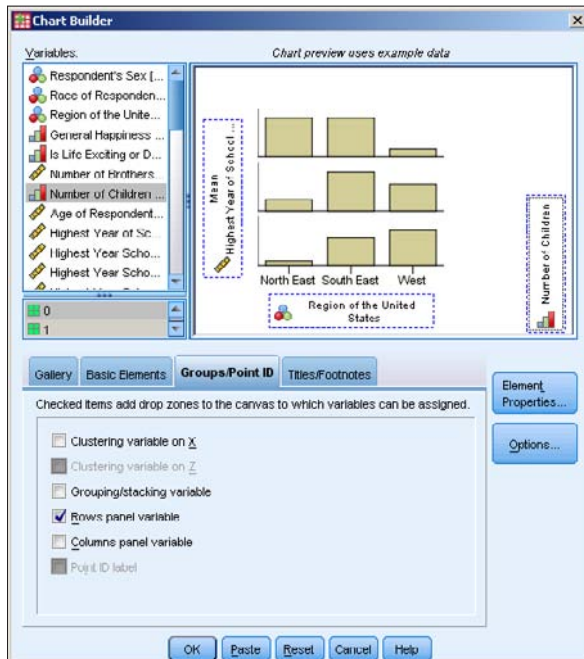 Chart Builder
Variables:
Chart preview uses example data
Respondent's Sex [...
Race of Responden...
Region of the Unite...
General Happiness ...
Is Life Exciting or D...
Number of Brothers...
Number of Children ...
Age of Respondent...
Highest Year of Sc...
Highest Year Scho...
Highest Year Scho...
0
1
Mean
Highest Year of School ...
North East
South East
West
Region of the United
States
Number of Children
Gallery
Basic Elements
Groups/Point ID
Titles/Footnotes
Checked items add drop zones to the canvas to which variables can be assigned.
Clustering variable on X
Clustering variable on Z
Grouping/stacking variable
Rows panel variable
Columns panel variable
Point ID label
Element
Properties...
Options...
OK
Paste
Reset
Cancel
Help